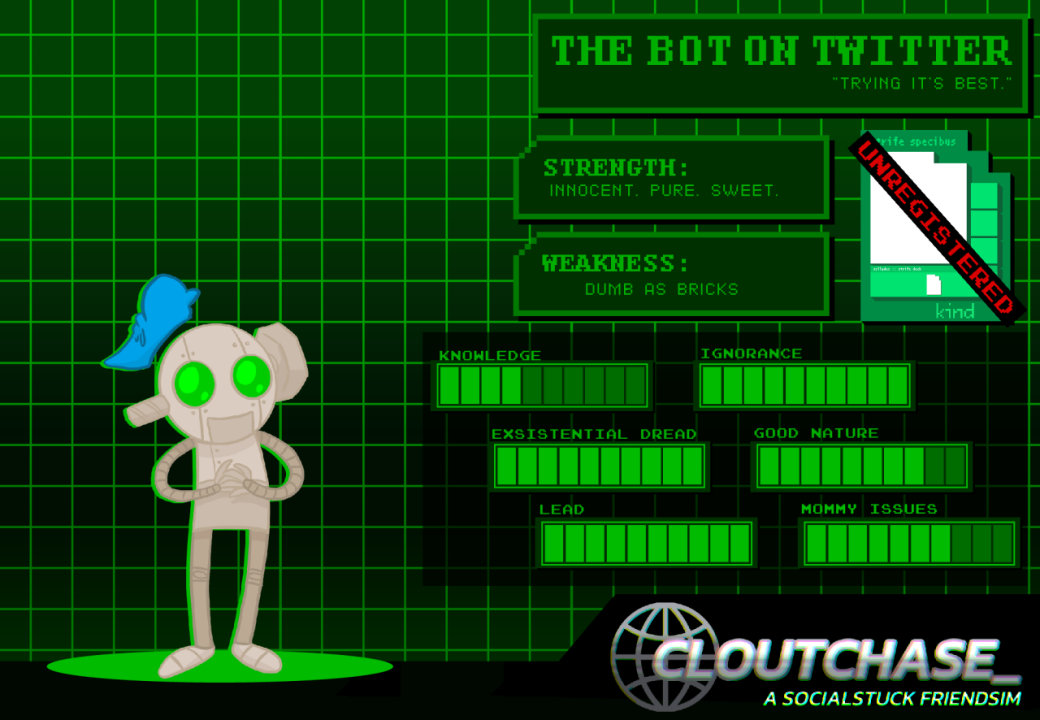 THE BOT ON TWITTER
"TRYING IT'S BEST."
STRENGTH:
INNOCENT. PURE. SWEET.
WEAKNESS:
DUMB AS BRICKS
strife specibus
UNREGISTERED
kind
KNOWLEDGE
IGNORANCE
EXSISTENTIAL DREAD
GOOD NATURE
LEAD
MOMMY ISSUES
CLOUTCHASE_
A SOCIALSTUCK FRIENDSIM